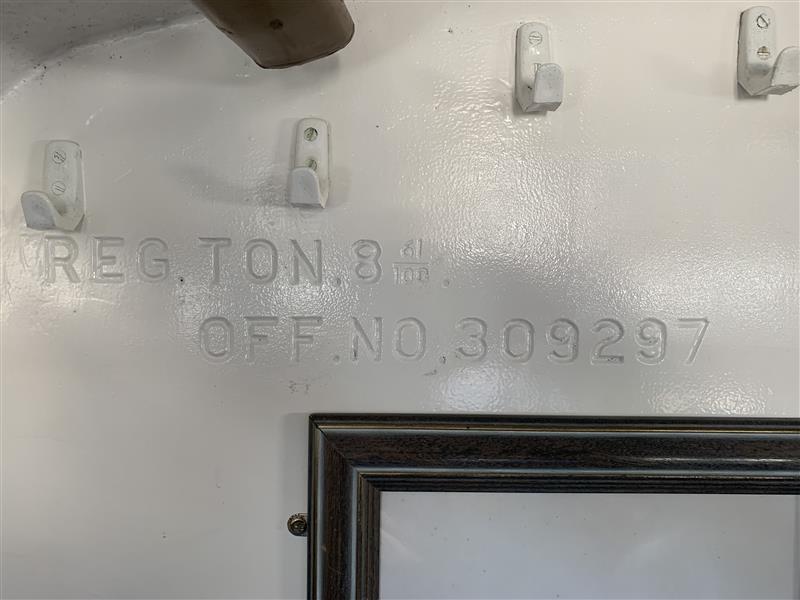 REG. TON. 8 61/100.
OFF. NO. 309297